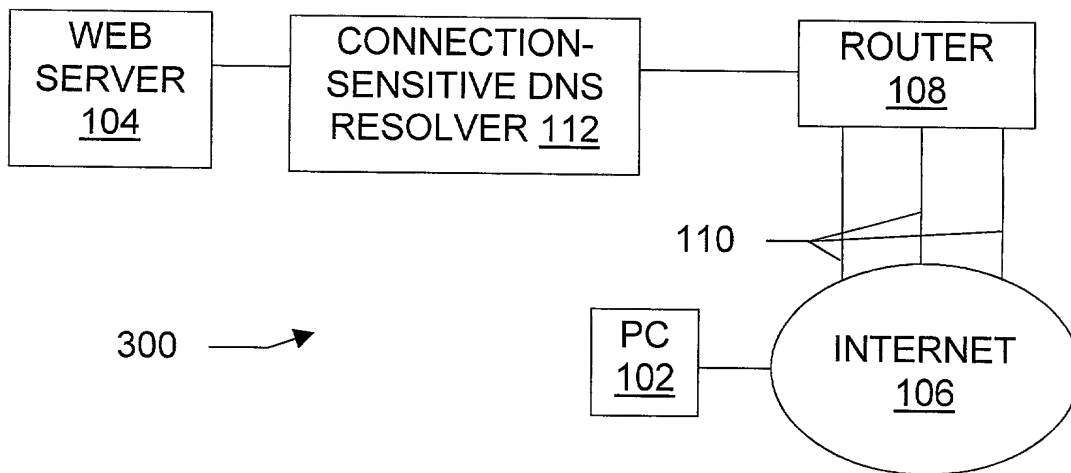 WEB
SERVER
104
CONNECTION-
SENSITIVE DNS
RESOLVER 112
ROUTER
108
110
300
PC
102
INTERNET
106